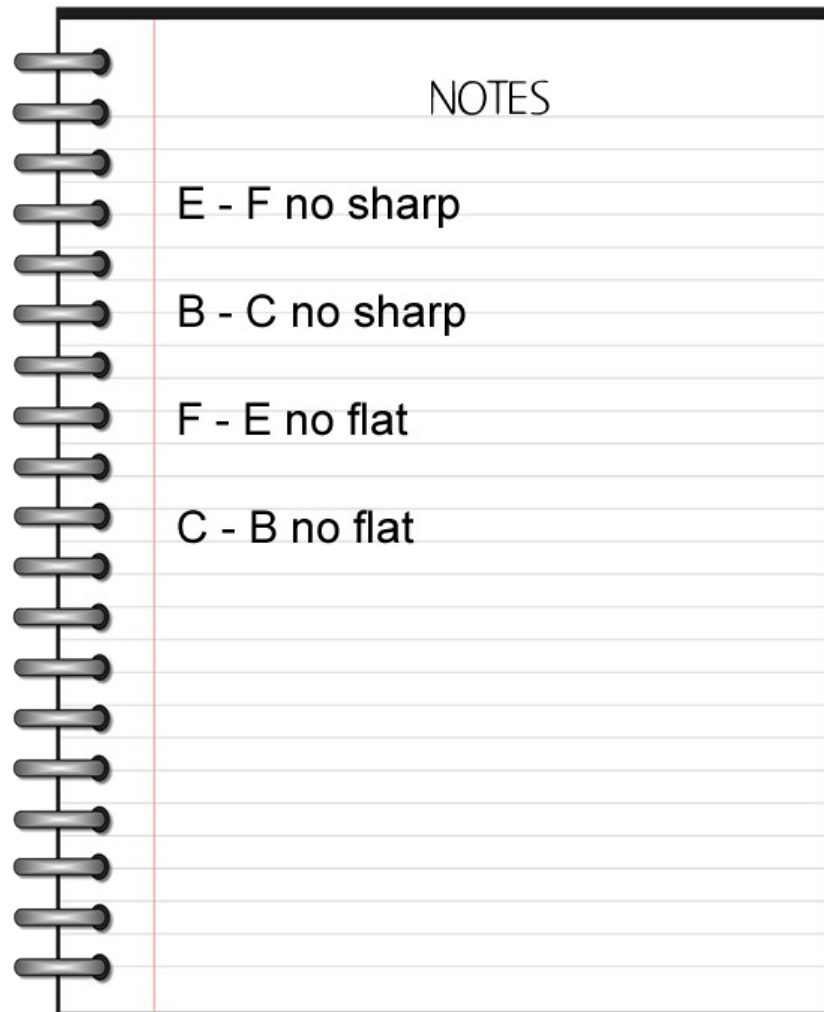 NOTES
E - F no sharp
B - C no sharp
F - E no flat
C - B no flat